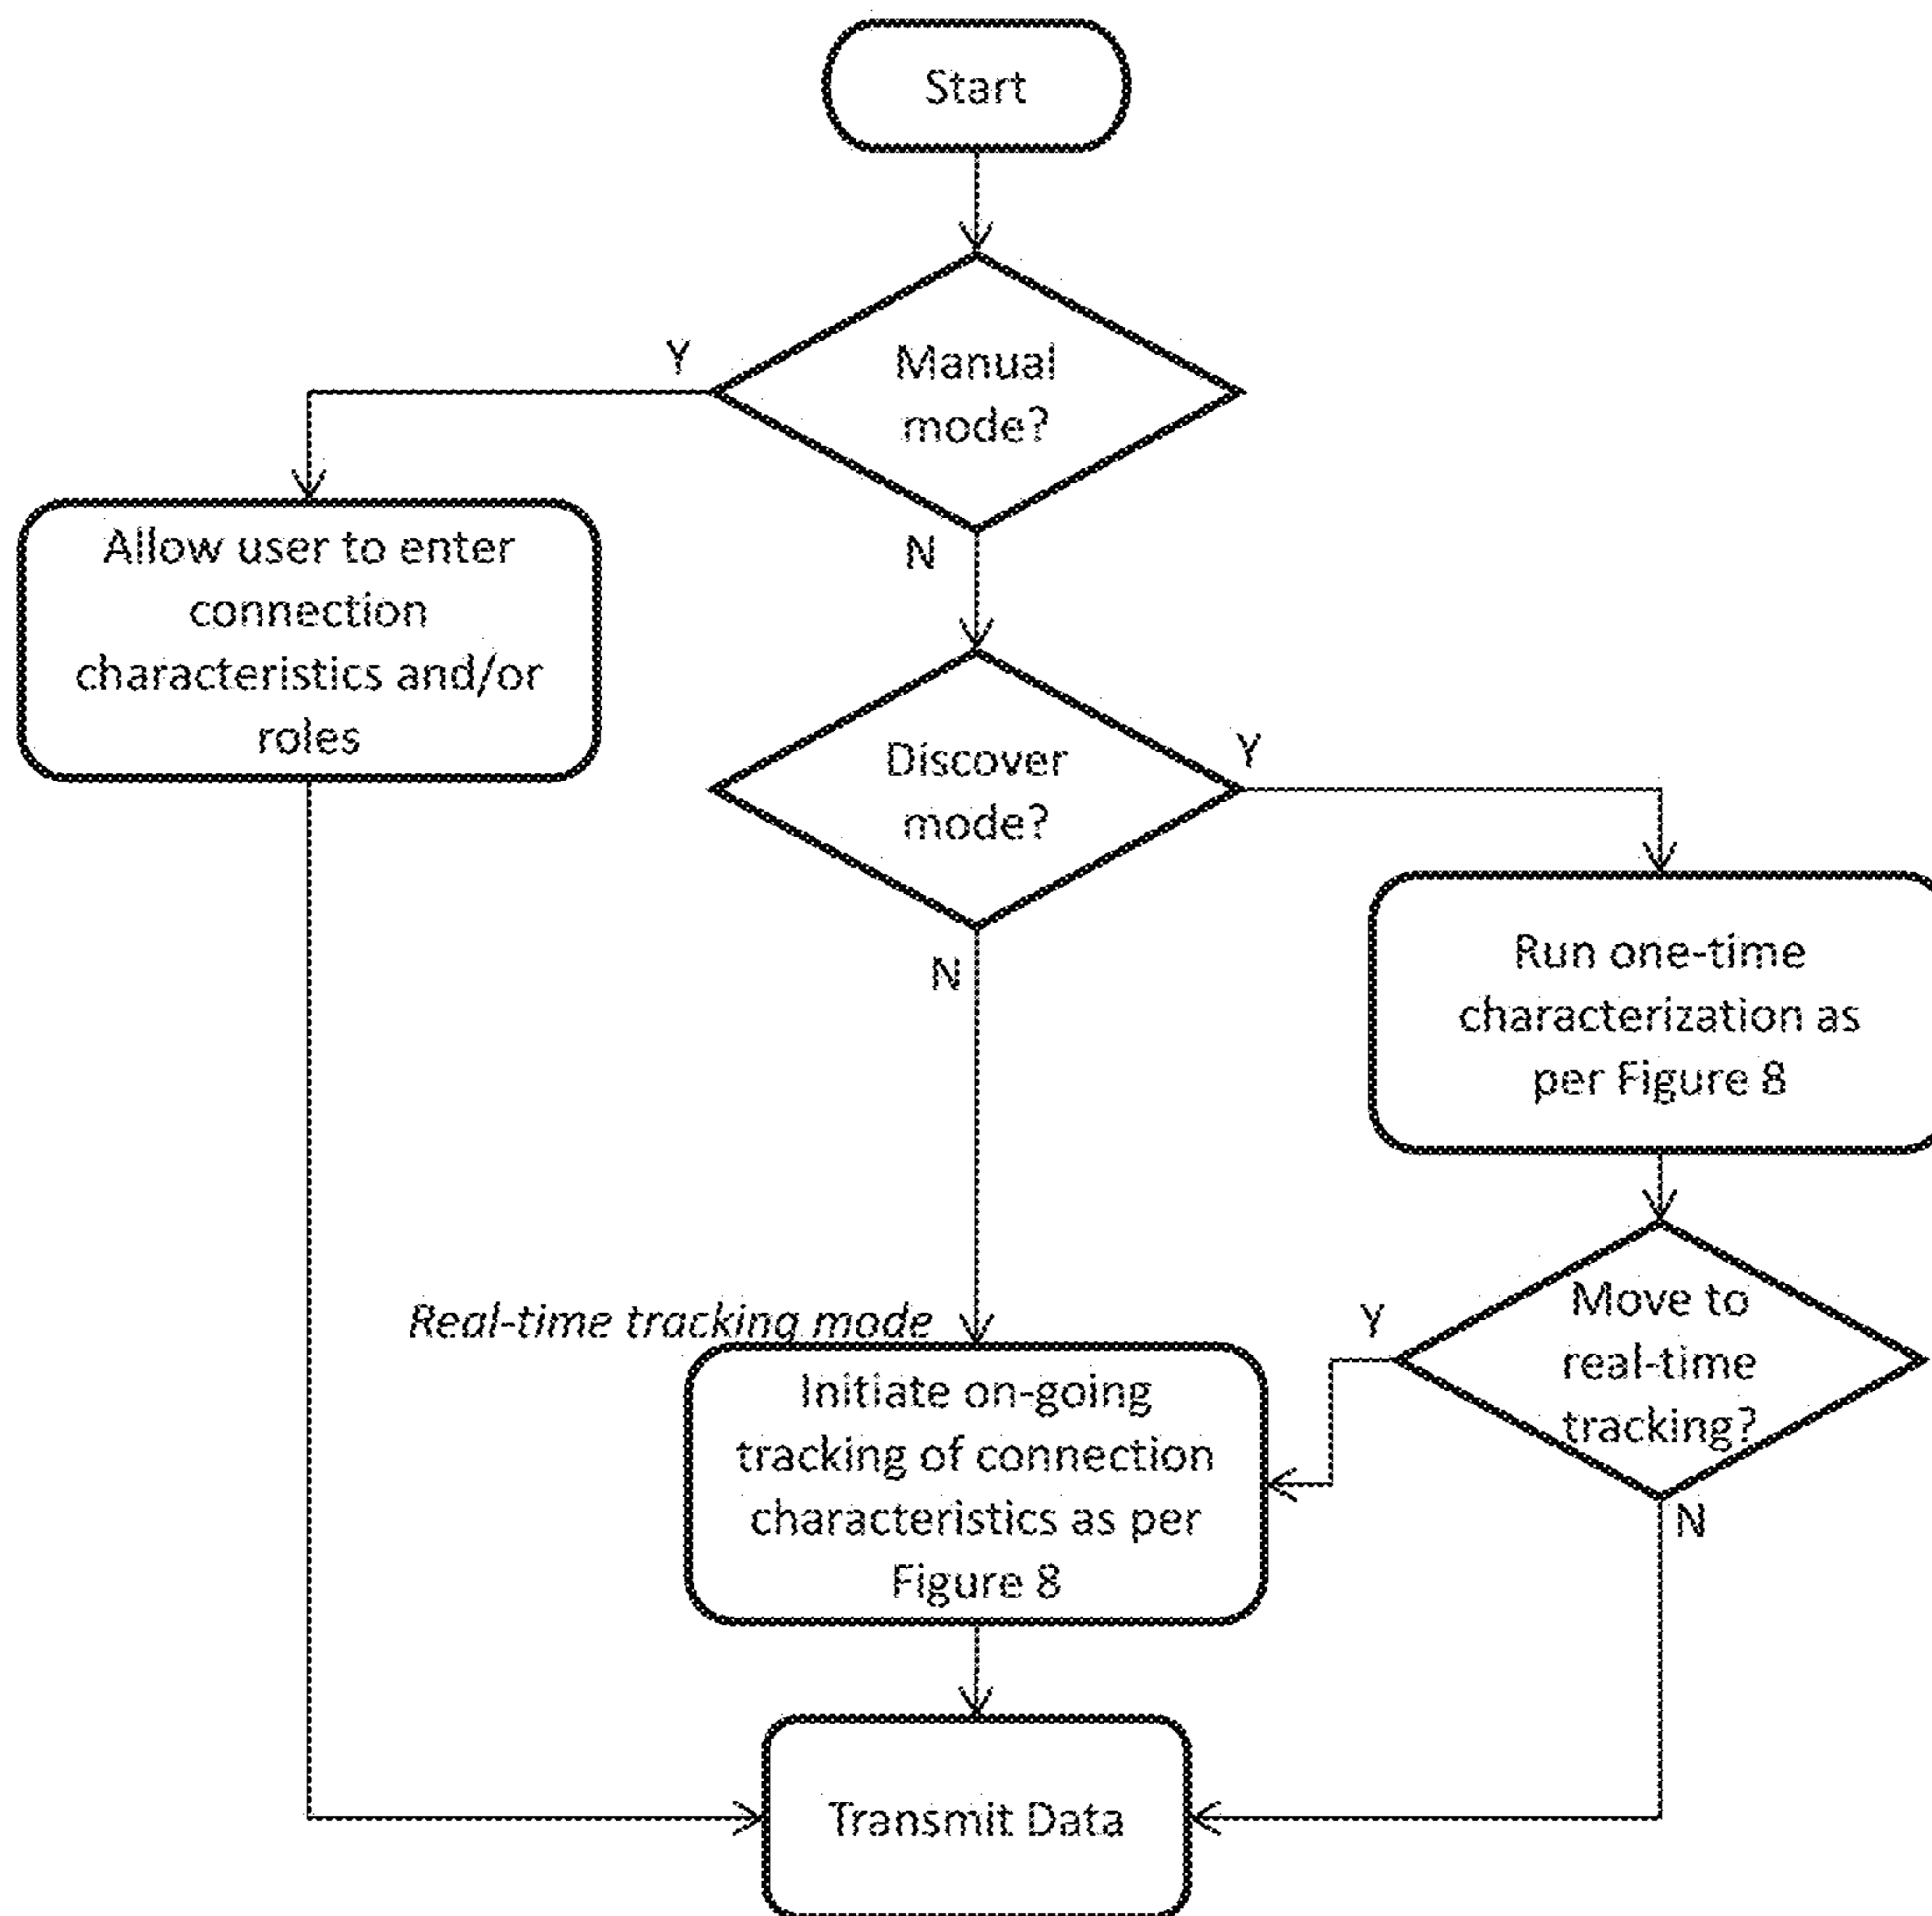 Start
Manual
mode?
Y
N
Allow user to enter
connection
characteristics and/or
roles
Discover
mode?
Y
N
Run one-time
characterization as
per Figure 8
Move to
real-time
tracking?
Y
N
Real-time tracking mode
Initiate on-going
tracking of connection
characteristics as per
Figure 8
Transmit Data